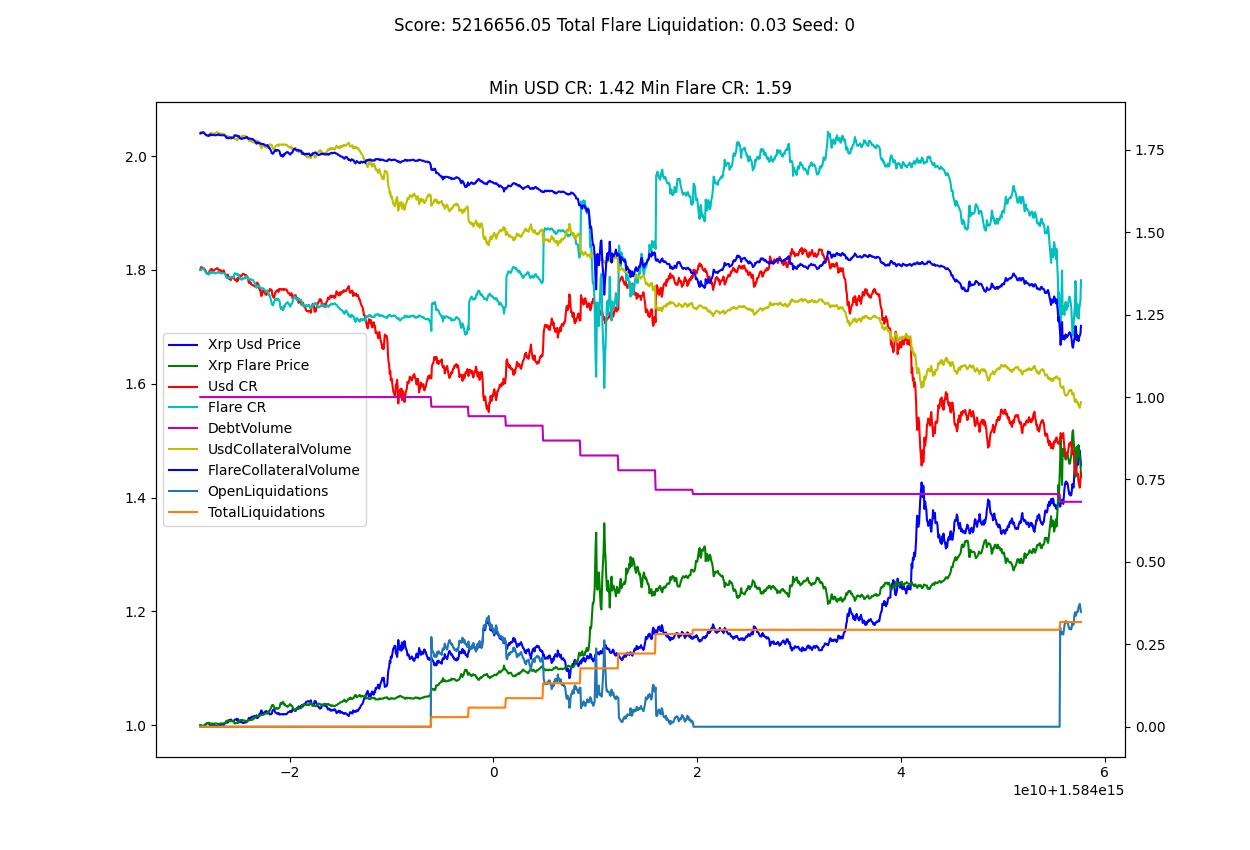 Score: 5216656.05 Total Flare Liquidation: 0.03 Seed: 0
Min USD CR: 1.42 Min Flare CR: 1.59
2.0
1.8
1.6
1.4
1.2
1.0
Xrp Usd Price
Xrp Flare Price
Usd CR
Flare CR
DebtVolume
UsdCollateralVolume
FlareCollateralVolume
OpenLiquidations
TotalLiquidations
1.75
1.50
1.25
1.00
0.75
0.50
0.25
0.00
−2 0 2 4 6
1e10+1.584e15